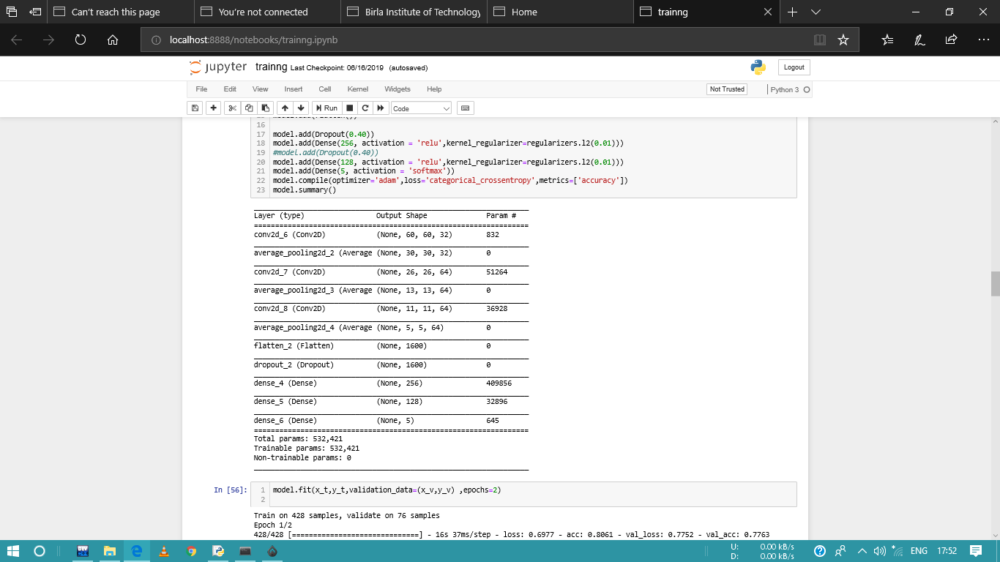 Can't reach this page
You're not connected
Birla Institute of Technology
Home
trainng
localhost:8888/notebooks/trainng.ipynb
jupyter trainng Last Checkpoint: 06/16/2019 (autosaved)
Logout
File Edit View Insert Cell Kernel Widgets Help
Not Trusted
Python 3
Run
Code
16
17 model.add(Dropout(0.40))
18 model.add(Dense(256, activation = 'relu',kernel_regularizer=regularizers.l2(0.01)))
19 #model.add(Dropout(0.40))
20 model.add(Dense(128, activation = 'relu',kernel_regularizer=regularizers.l2(0.01)))
21 model.add(Dense(5, activation = 'softmax'))
22 model.compile(optimizer='adam',loss='categorical_crossentropy',metrics=['accuracy'])
23 model.summary()
Layer (type) Output Shape Param #
conv2d_6 (Conv2D) (None, 60, 60, 32) 832
average_pooling2d_2 (Average (None, 30, 30, 32) 0
conv2d_7 (Conv2D) (None, 26, 26, 64) 51264
average_pooling2d_3 (Average (None, 13, 13, 64) 0
conv2d_8 (Conv2D) (None, 11, 11, 64) 36928
average_pooling2d_4 (Average (None, 5, 5, 64) 0
flatten_2 (Flatten) (None, 1600) 0
dropout_2 (Dropout) (None, 1600) 0
dense_4 (Dense) (None, 256) 409856
dense_5 (Dense) (None, 128) 32896
dense_6 (Dense) (None, 5) 645
Total params: 532,421
Trainable params: 532,421
Non-trainable params: 0
In [56]: 1 model.fit(x_t,y_t,validation_data=(x_v,y_v) ,epochs=2)
2
Train on 428 samples, validate on 76 samples
Epoch 1/2
428/428 [==============================] - 16s 37ms/step - loss: 0.6977 - acc: 0.8061 - val_loss: 0.7752 - val_acc: 0.7763
U: 0.00 kB/s
D: 0.00 kB/s
ENG 17:52